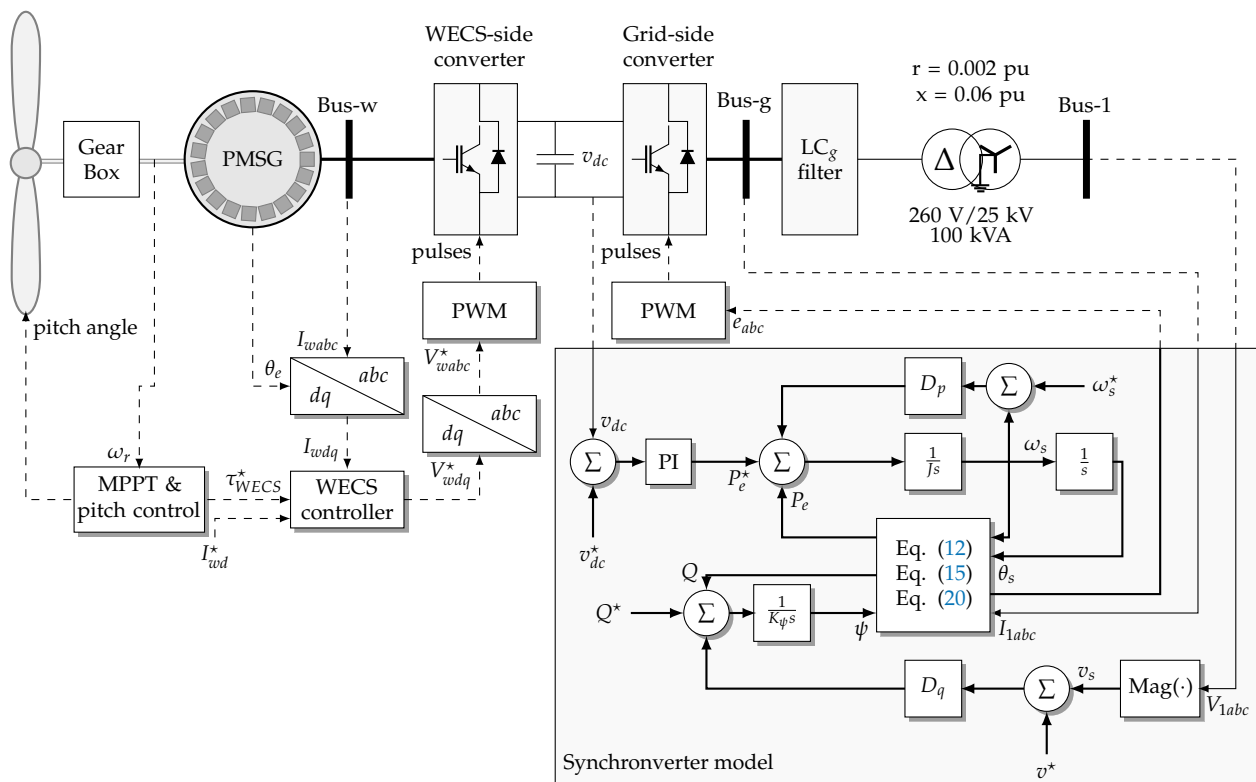 WECS-side
converter
Grid-side
converter
r = 0.002 pu
x = 0.06 pu
Bus-w
Bus-g
Bus-1
Gear
Box
PMSG
v_dc
LC_g
filter
Δ
260 V/25 kV
100 kVA
pulses
pulses
PWM
PWM
pitch angle
e_abc
I_wabc
V*_wabc
θ_e
abc
dq
abc
dq
D_p
Σ
ω*_s
v_dc
I_wdq
V*_wdq
ω_r
Σ
PI
P*_e
Σ
1/Js
ω_s
1/s
MPPT &
pitch control
τ*_WECS
WECS
controller
P_e
I*_wd
v*_dc
Eq. (12)
Eq. (15)
Eq. (20)
θ_s
Q
Q*
Σ
1/K_ψ s
ψ
I_1abc
D_q
Σ
v_s
Mag(·)
V_1abc
v*
Synchronverter model